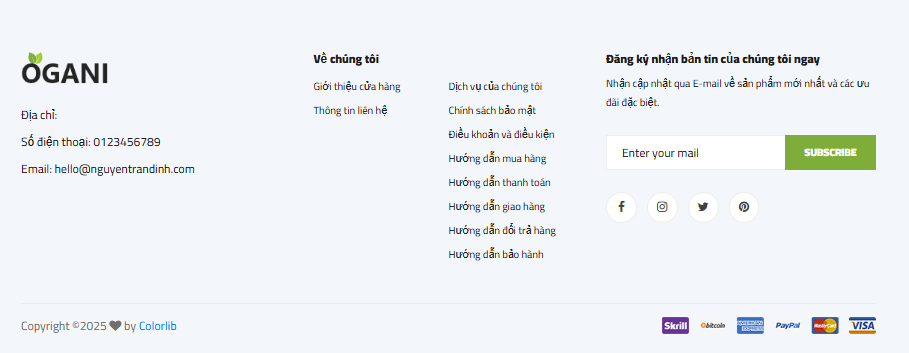 OGANI
Địa chỉ:
Số điện thoại: 0123456789
Email: hello@nguyentrandinh.com
Về chúng tôi
Giới thiệu cửa hàng
Thông tin liên hệ
Dịch vụ của chúng tôi
Chính sách bảo mật
Điều khoản và điều kiện
Hướng dẫn mua hàng
Hướng dẫn thanh toán
Hướng dẫn giao hàng
Hướng dẫn đổi trả hàng
Hướng dẫn bảo hành
Đăng ký nhận bản tin của chúng tôi ngay
Nhận cập nhật qua E-mail về sản phẩm mới nhất và các ưu
đãi đặc biệt.
Enter your mail
SUBSCRIBE
Copyright ©2025 ♥ by Colorlib
Skrill bitcoin AMERICAN EXPRESS PayPal MasterCard VISA